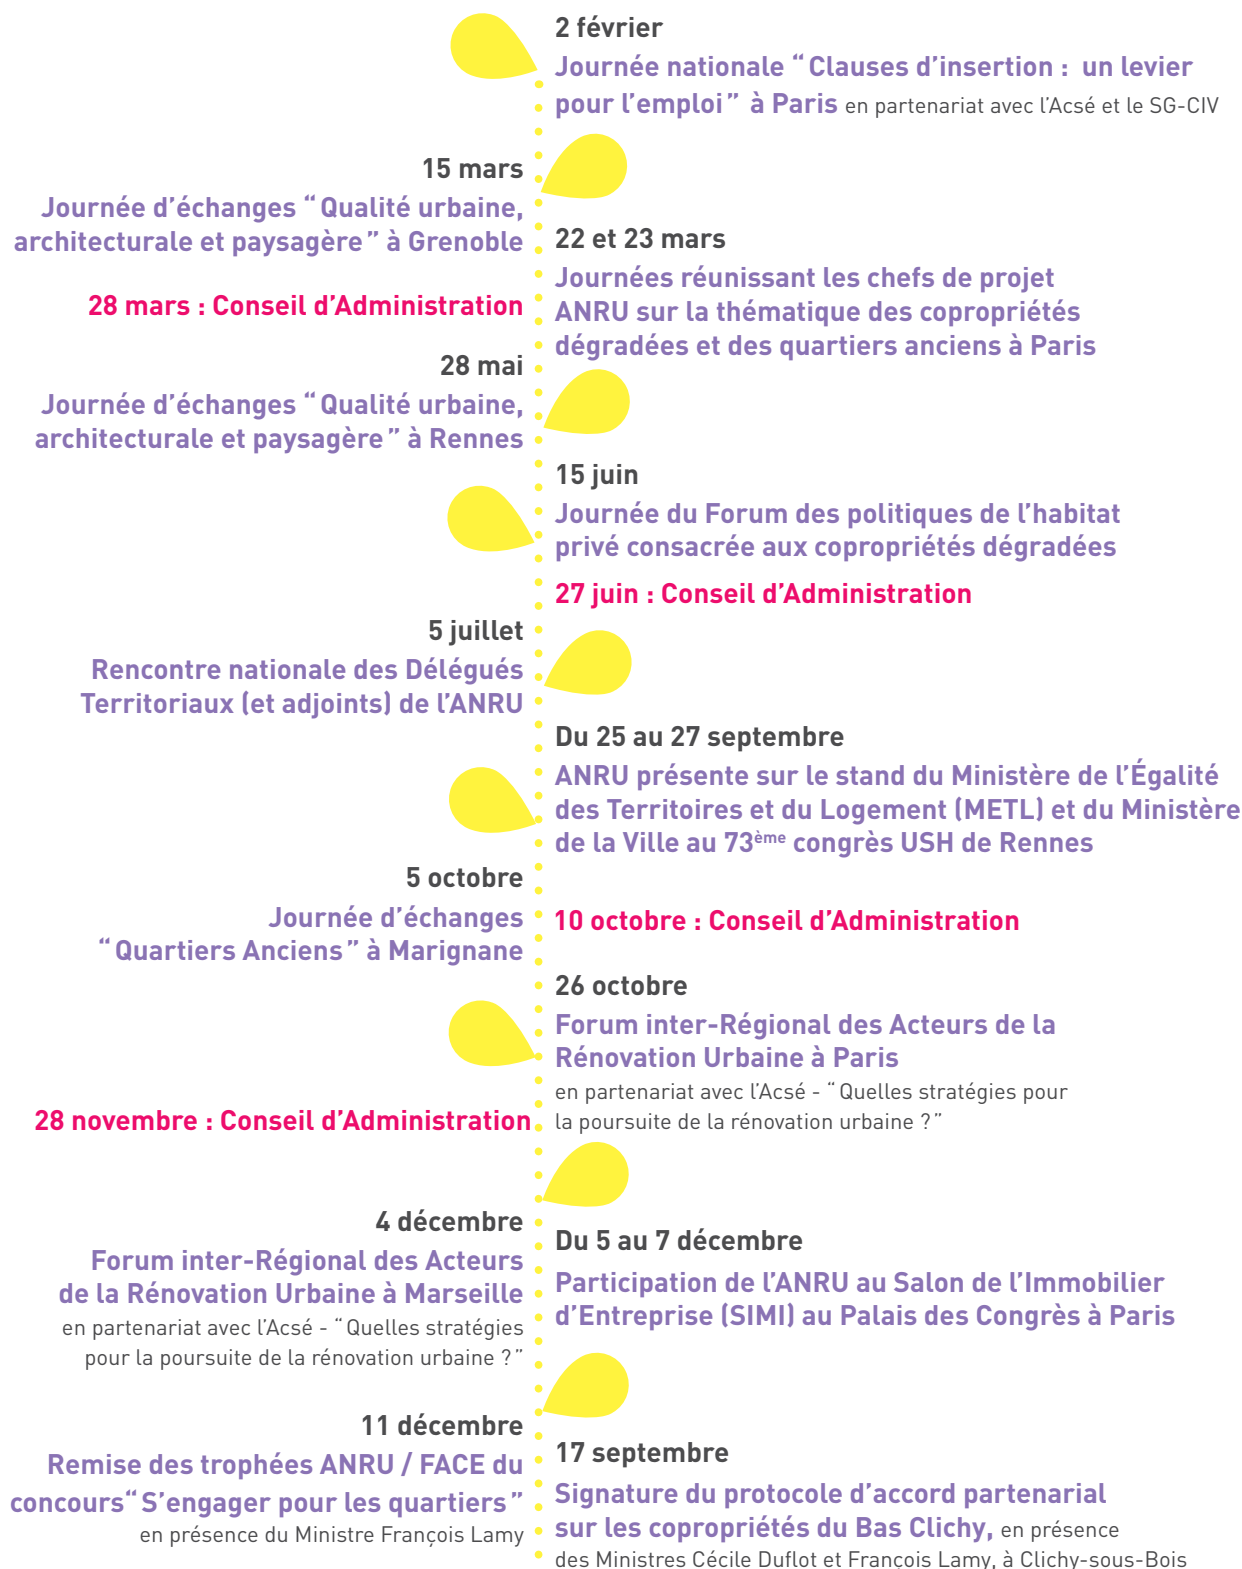 2 février
Journée nationale “Clauses d’insertion : un levier
pour l’emploi” à Paris en partenariat avec l’Acsé et le SG-CIV
15 mars
Journée d’échanges “Qualité urbaine,
architecturale et paysagère” à Grenoble
22 et 23 mars
Journées réunissant les chefs de projet
ANRU sur la thématique des copropriétés
dégradées et des quartiers anciens à Paris
28 mars : Conseil d’Administration
28 mai
Journée d’échanges “Qualité urbaine,
architecturale et paysagère” à Rennes
15 juin
Journée du Forum des politiques de l’habitat
privé consacrée aux copropriétés dégradées
27 juin : Conseil d’Administration
5 juillet
Rencontre nationale des Délégués
Territoriaux (et adjoints) de l’ANRU
Du 25 au 27 septembre
ANRU présente sur le stand du Ministère de l’Égalité
des Territoires et du Logement (METL) et du Ministère
de la Ville au 73ème congrès USH de Rennes
5 octobre
Journée d’échanges
“Quartiers Anciens” à Marignane
10 octobre : Conseil d’Administration
26 octobre
Forum inter-Régional des Acteurs de la
Rénovation Urbaine à Paris
en partenariat avec l’Acsé - “Quelles stratégies pour
la poursuite de la rénovation urbaine ?”
28 novembre : Conseil d’Administration
4 décembre
Forum inter-Régional des Acteurs
de la Rénovation Urbaine à Marseille
en partenariat avec l’Acsé - “Quelles stratégies
pour la poursuite de la rénovation urbaine ?”
Du 5 au 7 décembre
Participation de l’ANRU au Salon de l’Immobilier
d’Entreprise (SIMI) au Palais des Congrès à Paris
11 décembre
Remise des trophées ANRU / FACE du
concours“S’engager pour les quartiers”
en présence du Ministre François Lamy
17 septembre
Signature du protocole d’accord partenarial
sur les copropriétés du Bas Clichy, en présence
des Ministres Cécile Duflot et François Lamy, à Clichy-sous-Bois